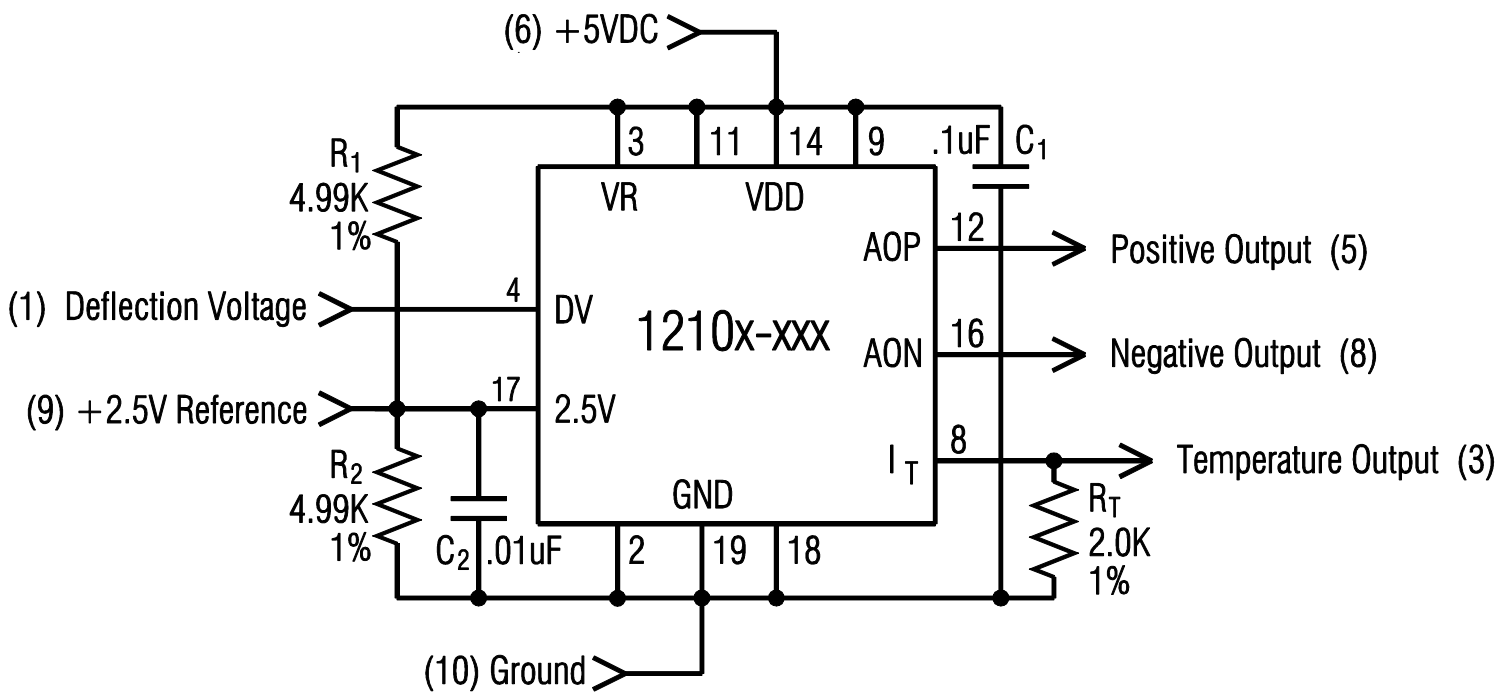 (6) +5VDC
3
11
14
9
.1uF C1
R1
4.99K
1%
VR
VDD
AOP
12
Positive Output (5)
(1) Deflection Voltage
4
DV
1210x-xxx
AON
16
Negative Output (8)
(9) +2.5V Reference
17
2.5V
IT
8
Temperature Output (3)
R2
4.99K
1%
GND
RT
2.0K
1%
C2 .01uF
2
19
18
(10) Ground